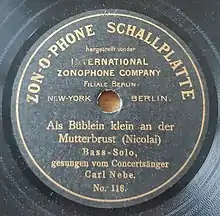 ZON-O-PHONE SCHALLPLATTE
hergestellt von der
INTERNATIONAL
ZONOPHONE COMPANY
FILIALE BERLIN.
NEW-YORK BERLIN.
Als Büblein klein an der
Mutterbrust (Nicolai)
Bass-Solo,
gesungen vom Concertsänger
Carl Nebe.
No. 116.